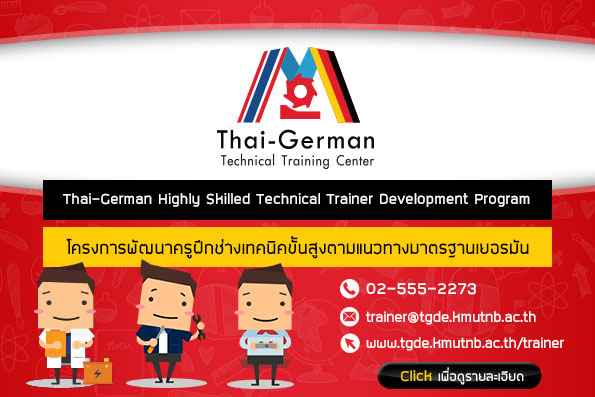 Thai-German
Technical Training Center
Thai-German Highly Skilled Technical Trainer Development Program
โครงการพัฒนาครูฝึกช่างเทคนิคขั้นสูงตามแนวทางมาตรฐานเยอรมัน
02-555-2273
trainer@tgde.kmutnb.ac.th
www.tgde.kmutnb.ac.th/trainer
Click เพื่อดูรายละเอียด